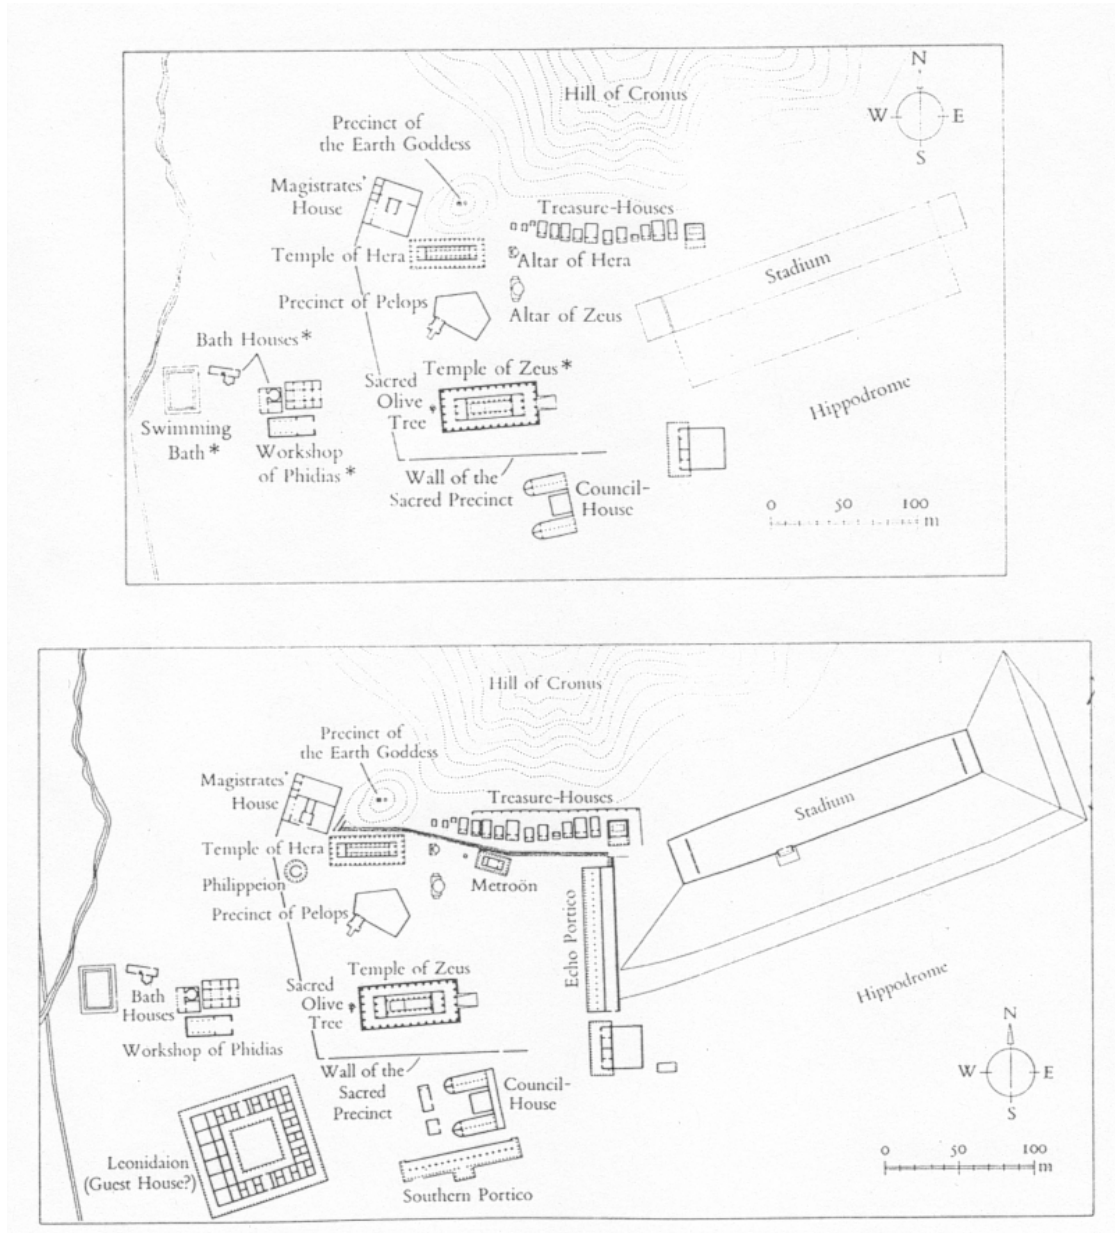 Hill of Cronus
N
W E
S
Precinct of
the Earth Goddess
Magistrates'
House
Treasure-Houses
Temple of Hera
Altar of Hera
Stadium
Precinct of Pelops
Altar of Zeus
Bath Houses*
Temple of Zeus*
Sacred
Olive
Tree
Hippodrome
Swimming
Bath*
Workshop
of Phidias*
Wall of the
Sacred Precinct
Council-
House
0 50 100
m
Hill of Cronus
Precinct of
the Earth Goddess
Magistrates'
House
Treasure-Houses
Stadium
Temple of Hera
Philippeion
Metroön
Precinct of Pelops
Echo Portico
Temple of Zeus
Sacred
Olive
Tree
Bath
Houses
Hippodrome
Workshop of Phidias
N
W E
S
Wall of the
Sacred
Precinct
Council-
House
Leonidaion
(Guest House?)
Southern Portico
0 50 100
m